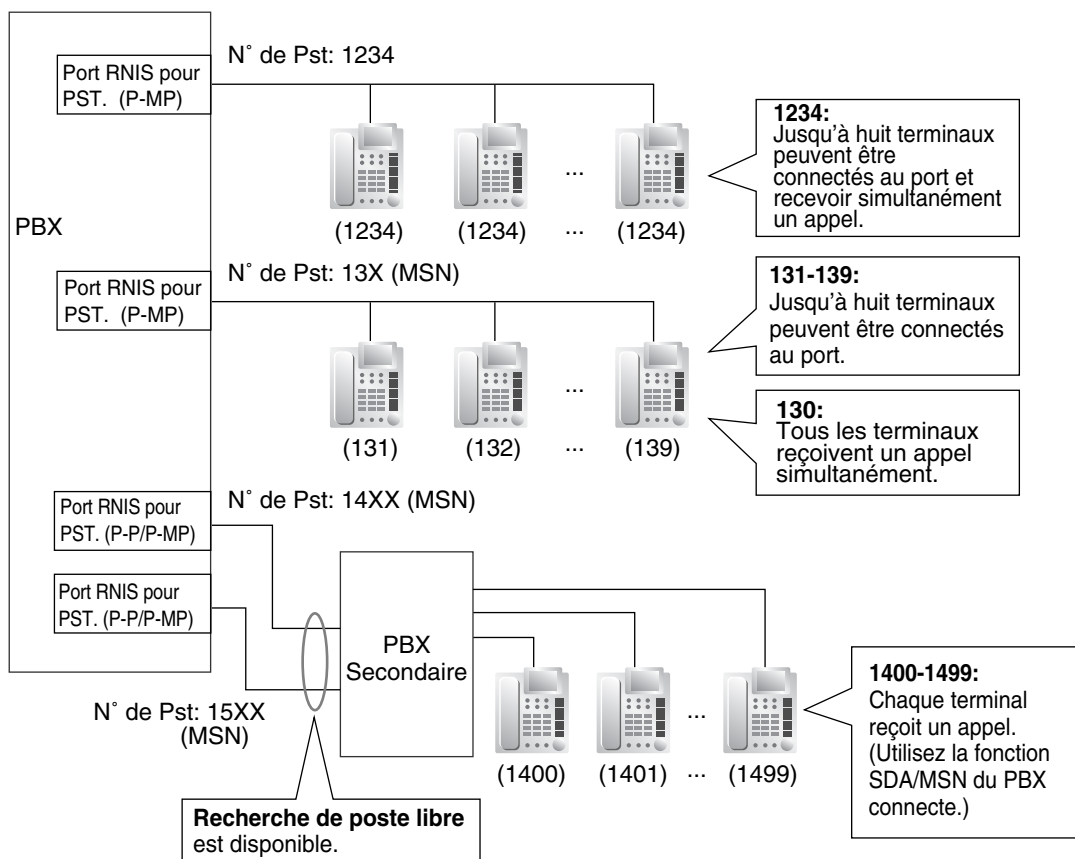 N˚ de Pst: 1234
Port RNIS pour
PST. (P-MP)
1234:
Jusqu'à huit terminaux
peuvent être
connectés au port et
recevoir simultanément
un appel.
...
PBX
(1234)
(1234)
...
(1234)
N˚ de Pst: 13X (MSN)
Port RNIS pour
PST. (P-MP)
131-139:
Jusqu'à huit terminaux
peuvent être connectés
au port.
...
130:
Tous les terminaux
reçoivent un appel
simultanément.
(131)
(132)
...
(139)
N˚ de Pst: 14XX (MSN)
Port RNIS pour
PST. (P-P/P-MP)
Port RNIS pour
PST. (P-P/P-MP)
PBX
Secondaire
N˚ de Pst: 15XX
(MSN)
...
1400-1499:
Chaque terminal
reçoit un appel.
(Utilisez la fonction
SDA/MSN du PBX
connecte.)
(1400)
(1401)
...
(1499)
Recherche de poste libre
est disponible.